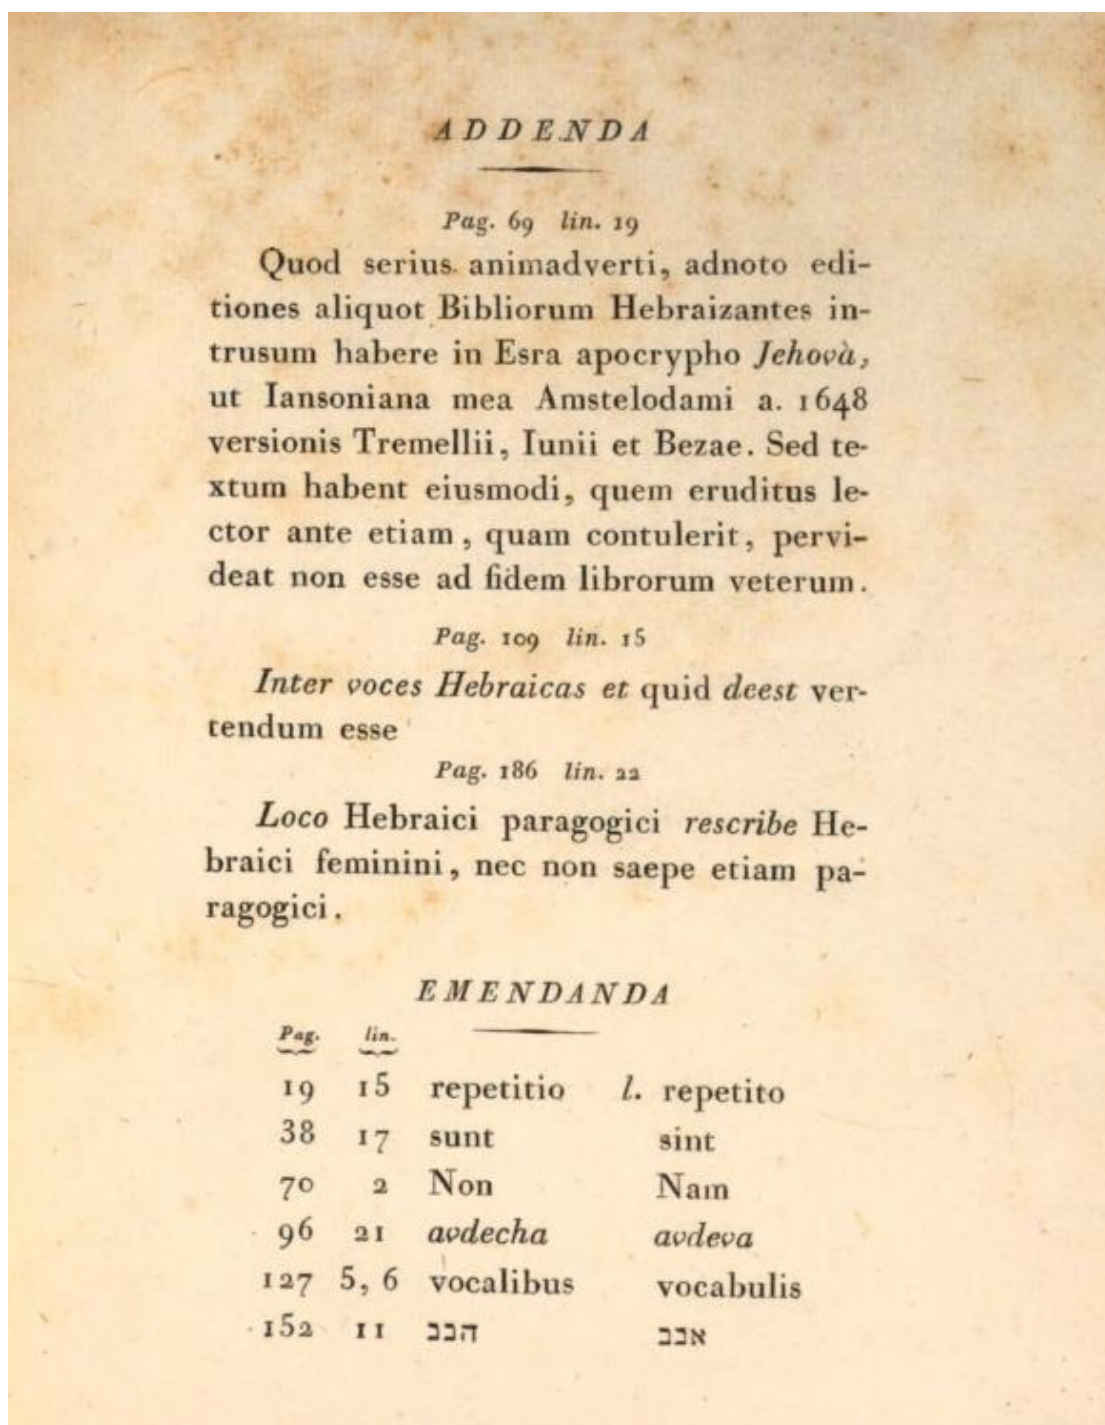 ADDENDA
Pag. 69 lin. 19
Quod serius animadverti, adnoto edi-
tiones aliquot Bibliorum Hebraizantes in-
trusum habere in Esra apocrypho Jehovà,
ut Iansoniana mea Amstelodami a. 1648
versionis Tremellii, Iunii et Bezae. Sed te-
xtum habent eiusmodi, quem eruditus le-
ctor ante etiam, quam contulerit, pervi-
deat non esse ad fidem librorum veterum.
Pag. 109 lin. 15
Inter voces Hebraicas et quid deest ver-
tendum esse
Pag. 186 lin. 22
Loco Hebraici paragogici rescribe He-
braici feminini, nec non saepe etiam pa-
ragogici.
EMENDANDA
Pag. lin.
19 15 repetitio l. repetito
38 17 sunt sint
70 2 Non Nam
96 21 avdecha avdeva
127 5, 6 vocalibus vocabulis
152 11 הבב אבב